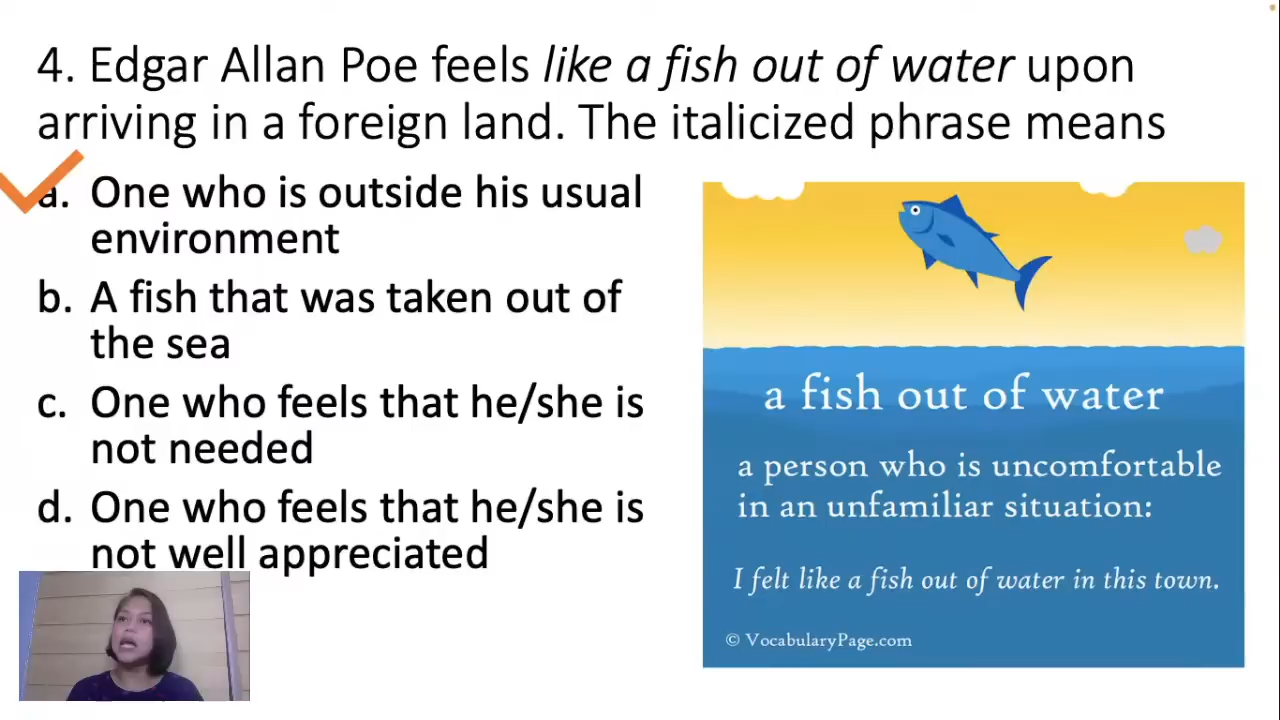 4. Edgar Allan Poe feels like a fish out of water upon
arriving in a foreign land. The italicized phrase means
a. One who is outside his usual
environment
b. A fish that was taken out of
the sea
c. One who feels that he/she is
not needed
d. One who feels that he/she is
not well appreciated
a fish out of water
a person who is uncomfortable
in an unfamiliar situation:
I felt like a fish out of water in this town.
© VocabularyPage.com